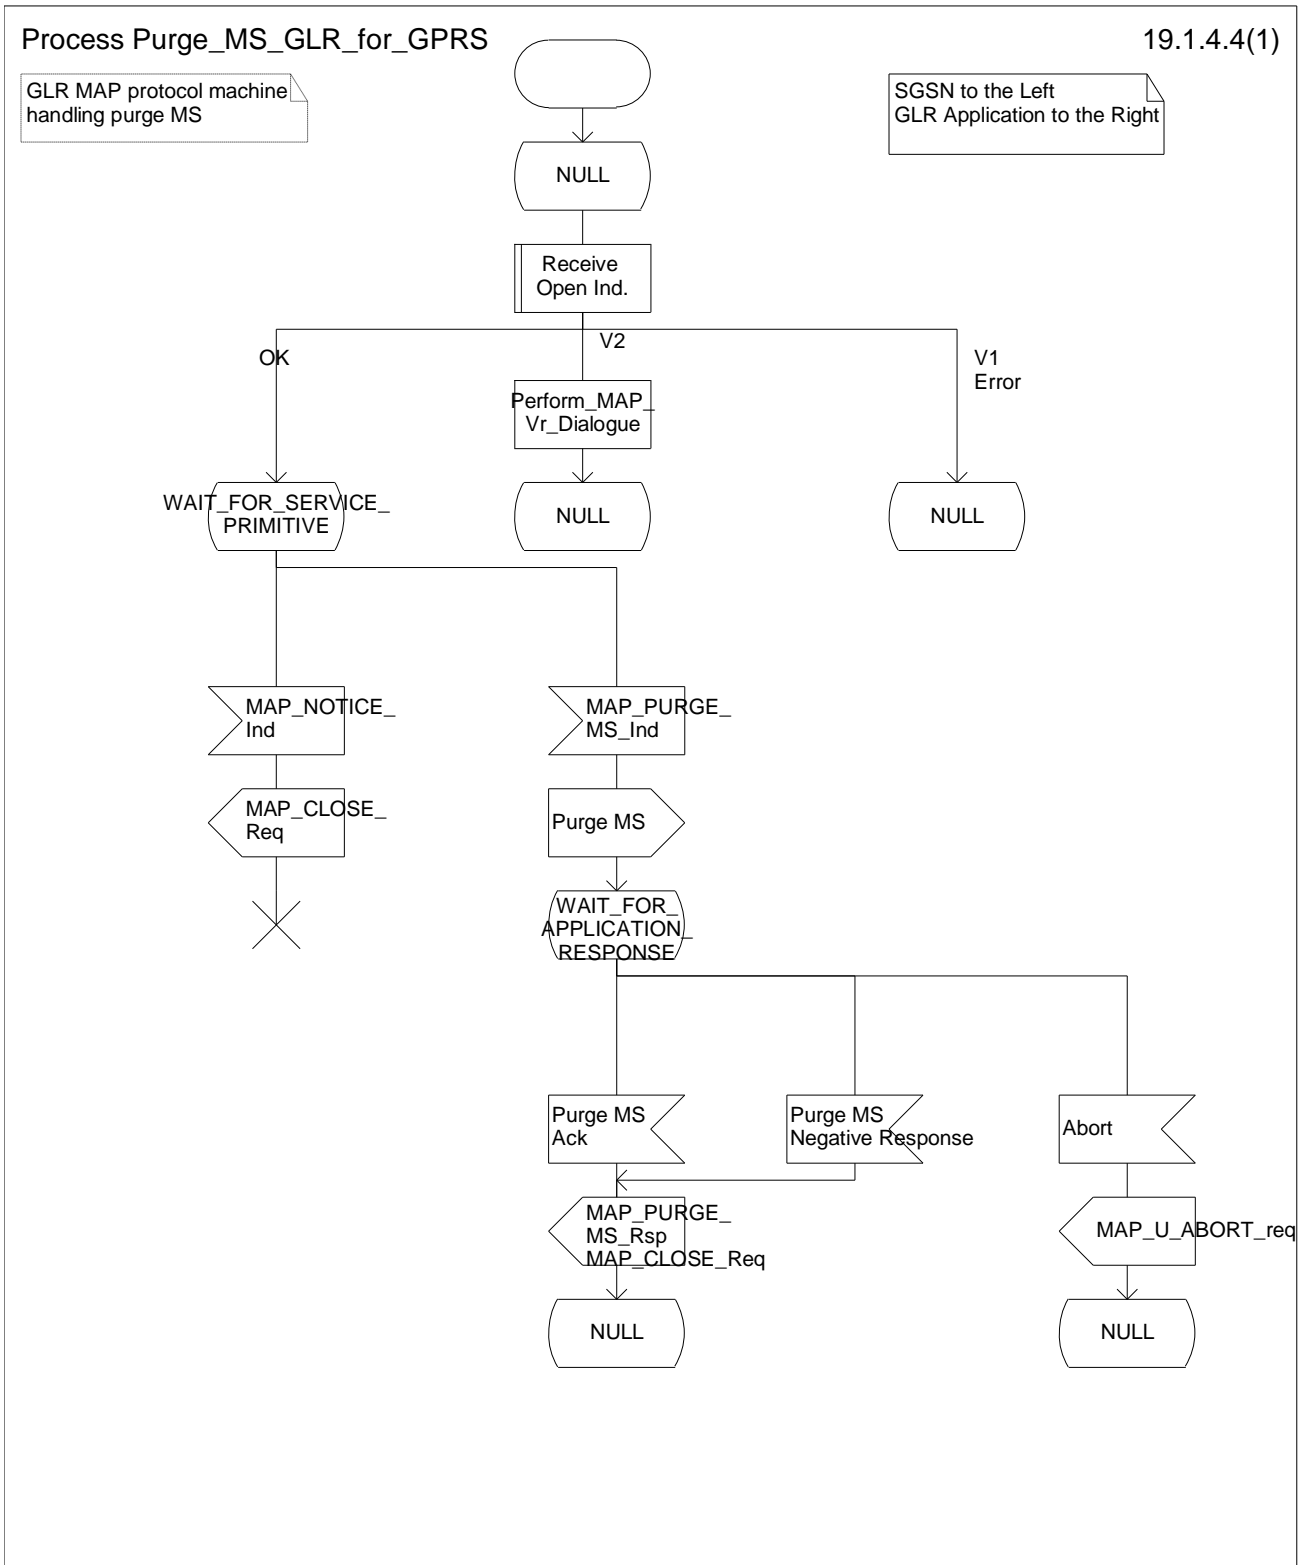 Process Purge_MS_GLR_for_GPRS
19.1.4.4(1)
GLR MAP protocol machine
handling purge MS
SGSN to the Left
GLR Application to the Right
NULL
Receive
Open Ind.
OK
V2
V1
Error
Perform_MAP_
Vr_Dialogue
WAIT_FOR_SERVICE_
PRIMITIVE
NULL
NULL
MAP_NOTICE_
Ind
MAP_PURGE_
MS_Ind
MAP_CLOSE_
Req
Purge MS
WAIT_FOR_
APPLICATION_
RESPONSE
Purge MS
Ack
Purge MS
Negative Response
Abort
MAP_PURGE_
MS_Rsp
MAP_CLOSE_Req
MAP_U_ABORT_req
NULL
NULL